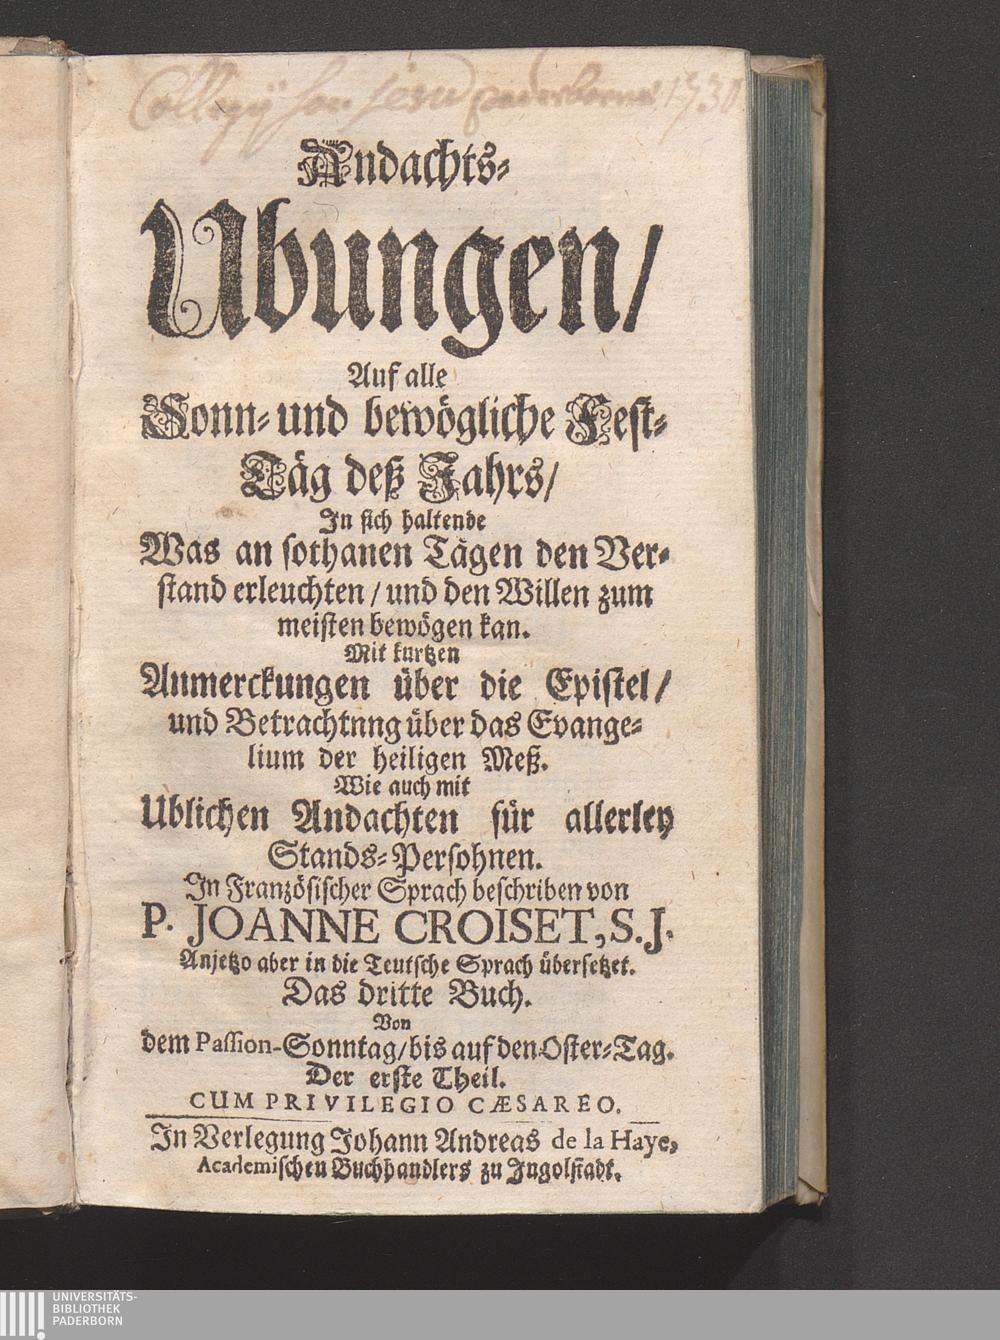 Collegij Soc Jesu Paderbornæ 1730
Andachts-
Ubungen/
Auf alle
Sonn- und bewögliche Fest-
Täg deß Jahrs/
In sich haltende
Was an sothanen Tägen den Ver-
stand erleuchten / und den Willen zum
meisten bewögen kan.
Mit kurtzen
Anmerckungen über die Epistel/
und Betrachtnng über das Evange-
lium der heiligen Meß.
Wie auch mit
Ublichen Andachten für allerley
Stands-Persohnen.
In Französischer Sprach beschriben von
P. JOANNE CROISET, S. J.
Anjetzo aber in die Teutsche Sprach übersetzet.
Das dritte Buch.
Von
dem Passion-Sonntag/ bis auf den Oster-Tag.
Der erste Theil.
CUM PRIVILEGIO CÆSAREO.
In Verlegung Johann Andreas de la Haye,
Academischen Buchhandlers zu Ingolstadt.
UNIVERSITÄTS-
BIBLIOTHEK
PADERBORN